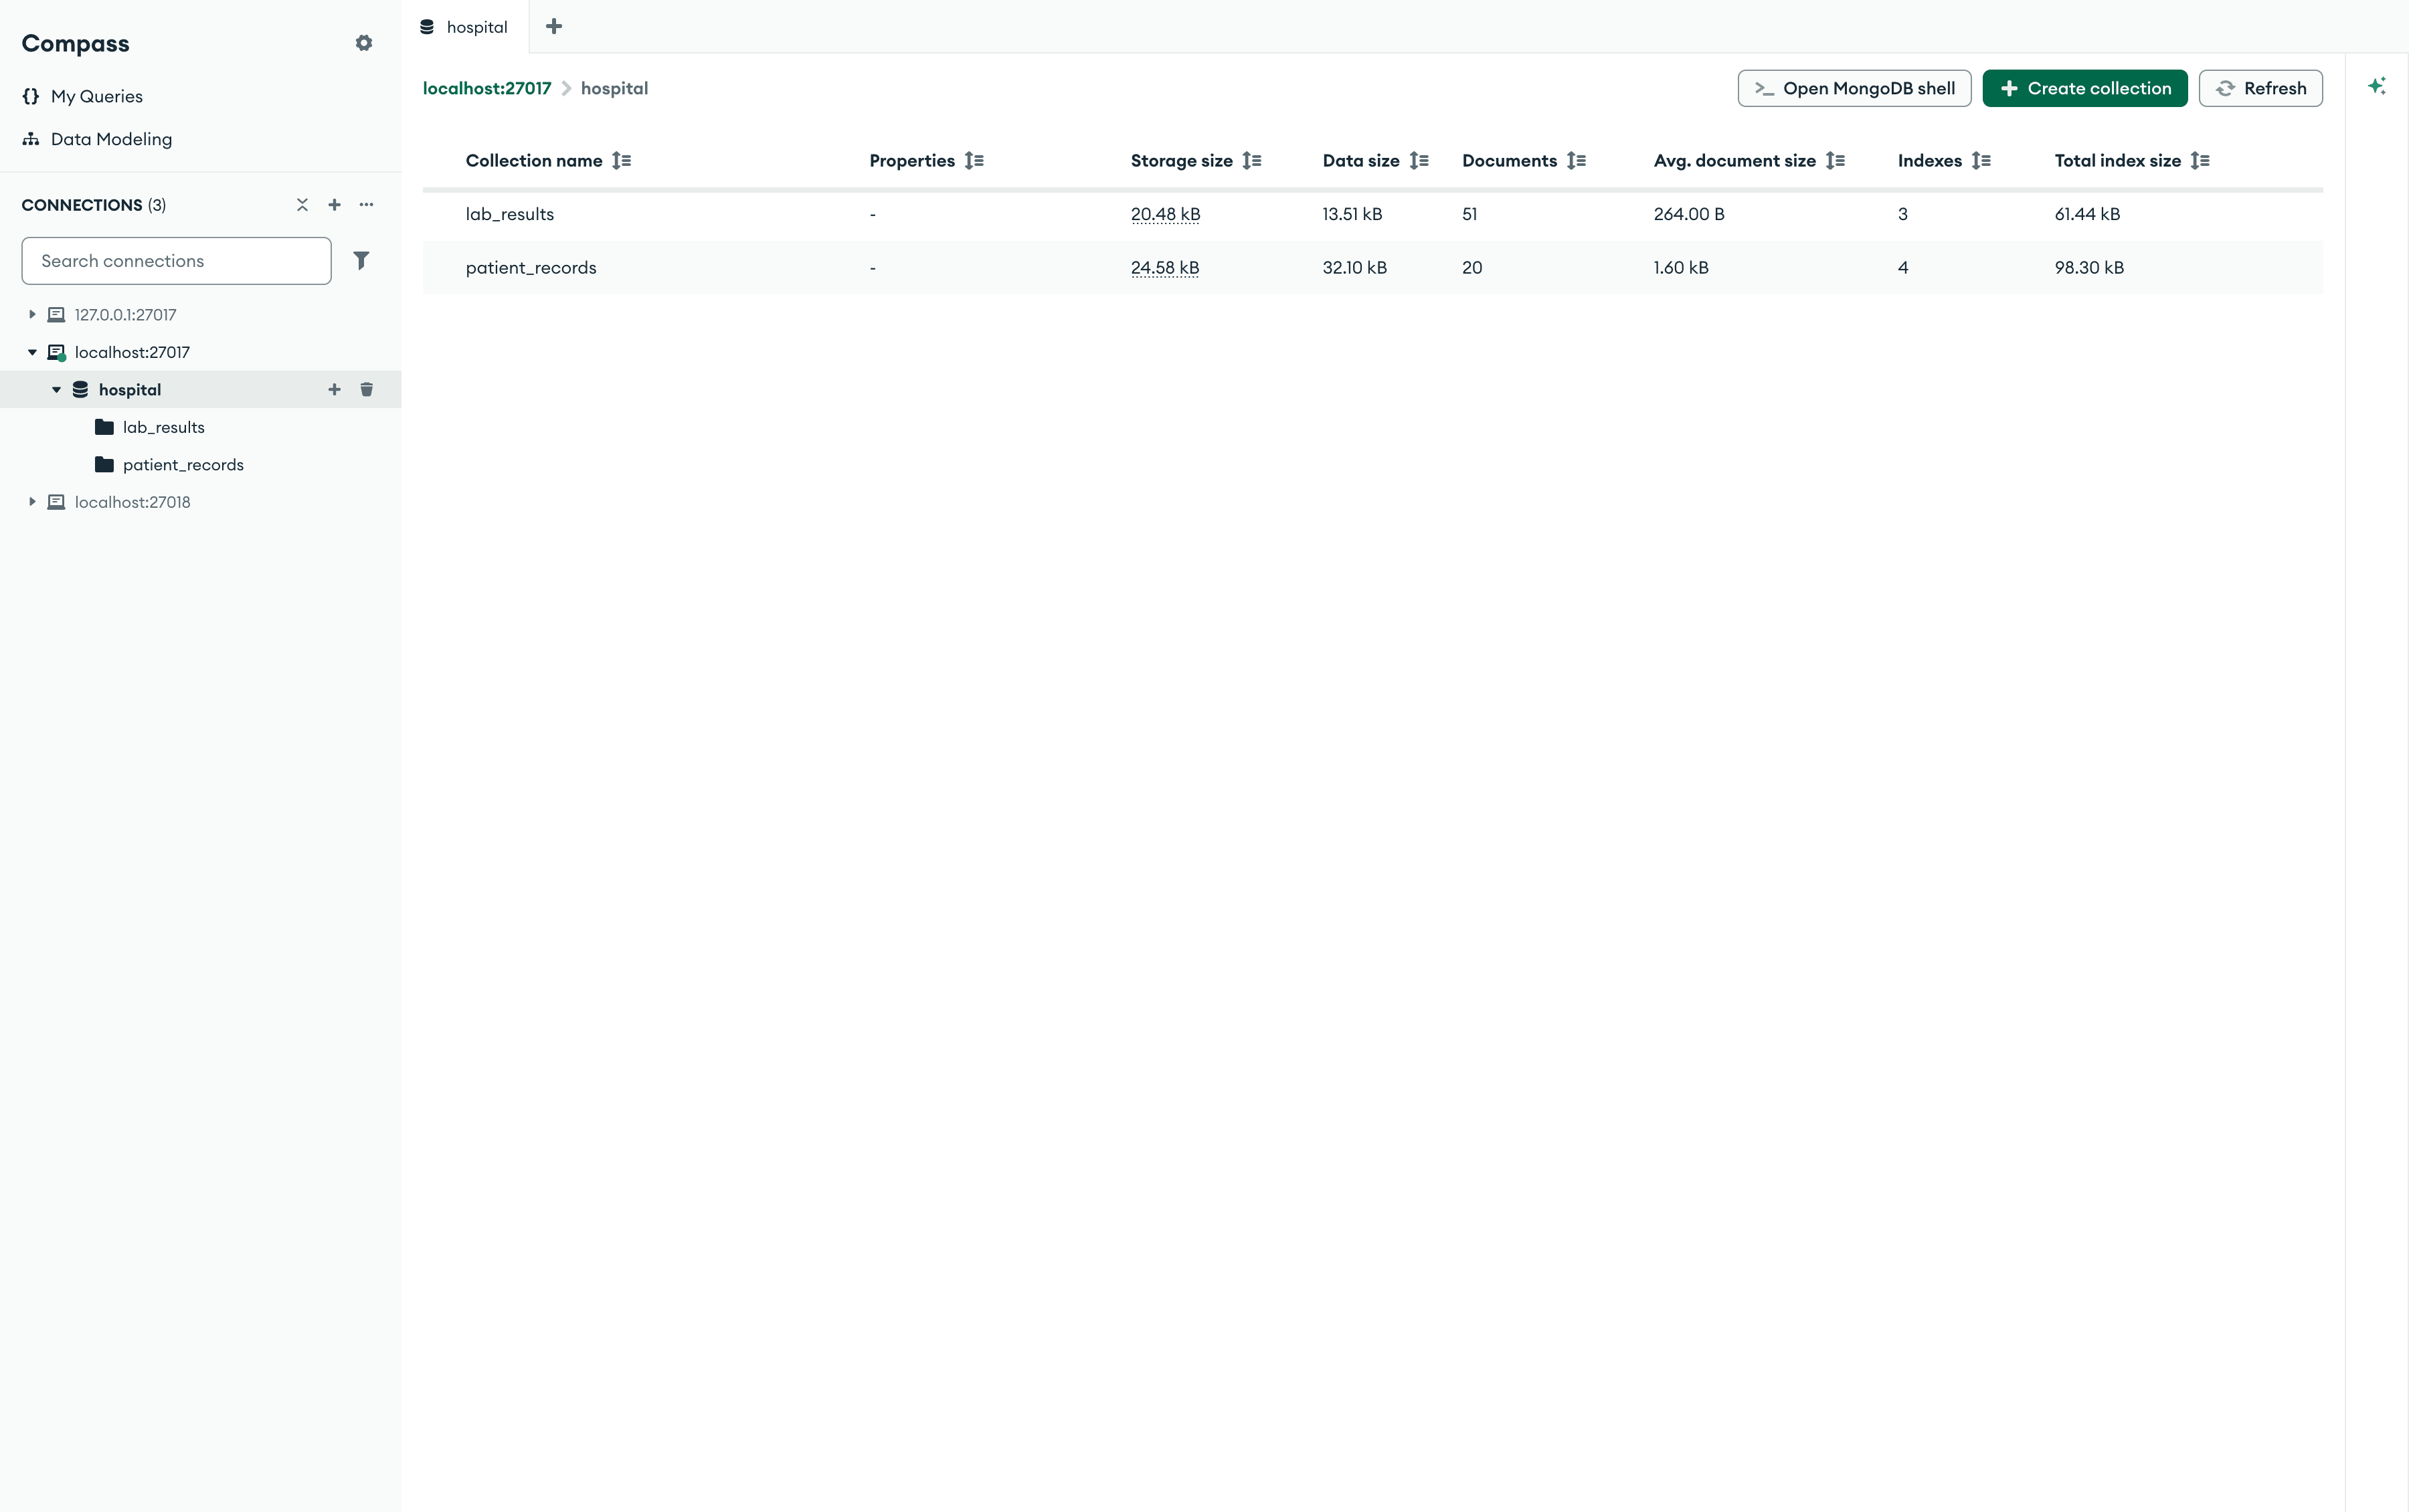 Compass
My Queries
Data Modeling
CONNECTIONS (3)
Search connections
127.0.0.1:27017
localhost:27017
hospital
lab_results
patient_records
localhost:27018
hospital
localhost:27017 hospital
Open MongoDB shell Create collection Refresh
Collection name Properties Storage size Data size Documents Avg. document size Indexes Total index size
lab_results - 20.48 kB 13.51 kB 51 264.00 B 3 61.44 kB
patient_records - 24.58 kB 32.10 kB 20 1.60 kB 4 98.30 kB